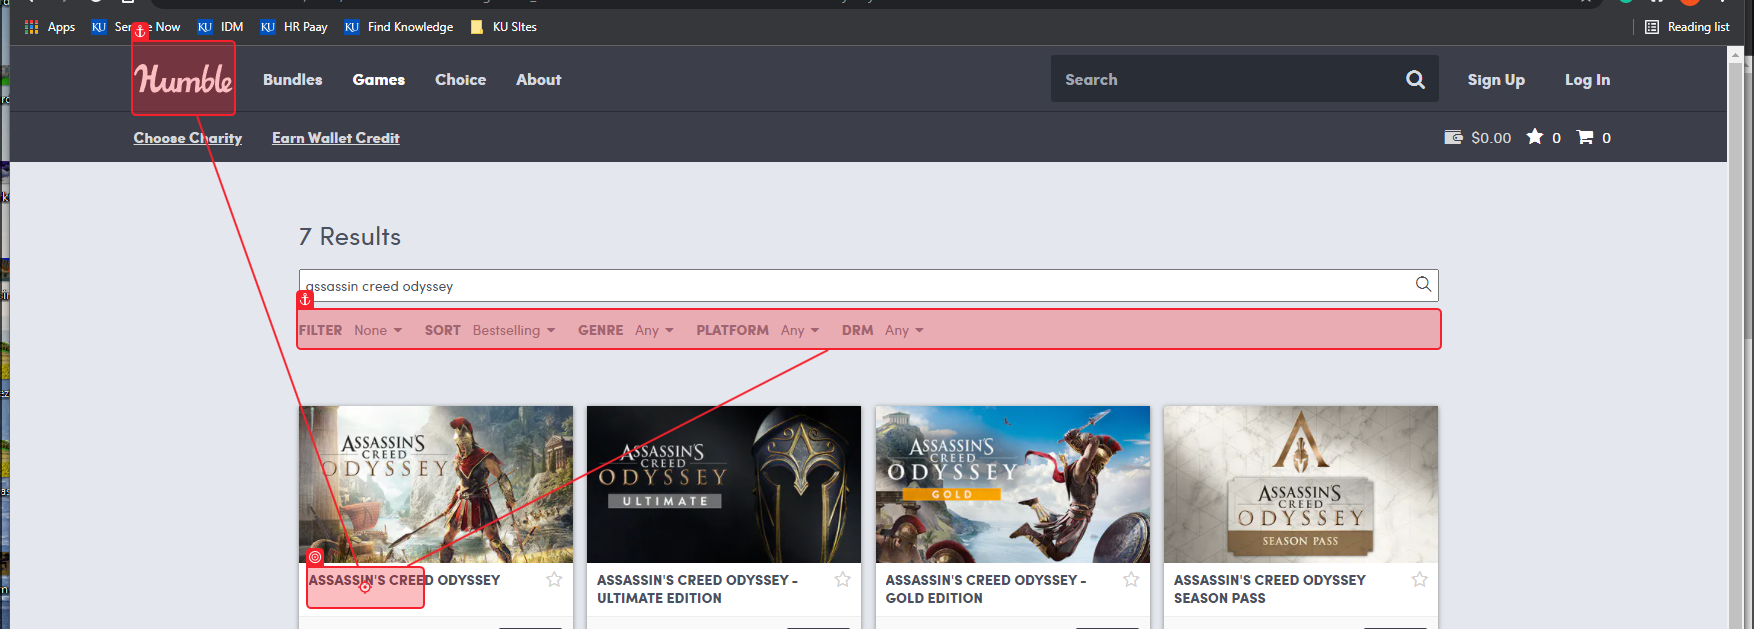 Apps KU Ser Now KU IDM KU HR Paay KU Find Knowledge KU SItes Reading list
Humble Bundles Games Choice About Search Sign Up Log In
Choose Charity Earn Wallet Credit $0.00 0 0
7 Results
assassin creed odyssey
FILTER None SORT Bestselling GENRE Any PLATFORM Any DRM Any
ASSASSIN'S CREED ODYSSEY
ASSASSIN'S CREED ODYSSEY ULTIMATE
ASSASSIN'S CREED ODYSSEY GOLD
ASSASSIN'S CREED ODYSSEY SEASON PASS
ASSASSIN'S CREED ODYSSEY
ASSASSIN'S CREED ODYSSEY -
ULTIMATE EDITION
ASSASSIN'S CREED ODYSSEY -
GOLD EDITION
ASSASSIN'S CREED ODYSSEY
SEASON PASS